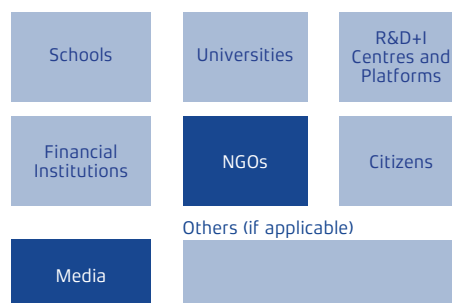 Schools
Universities
R&D+I
Centres and
Platforms
Financial
Institutions
NGOs
Citizens
Others (if applicable)
Media